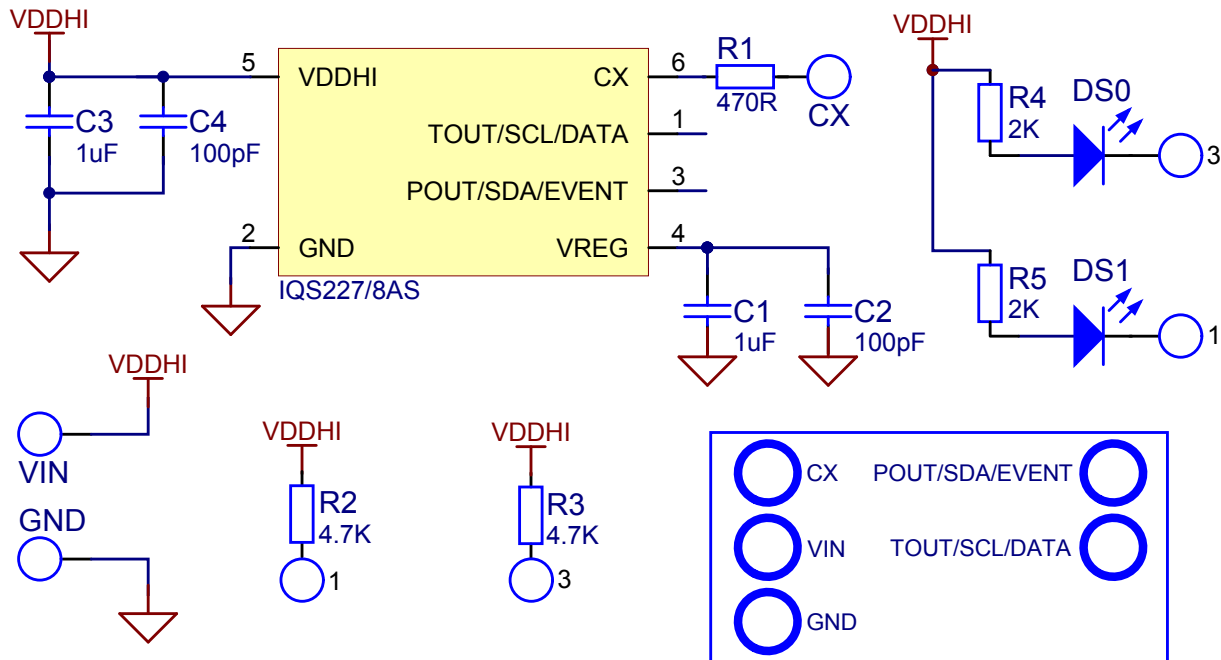 VDDHI
C3
1uF
C4
100pF
5
VDDHI
CX
6
TOUT/SCL/DATA
1
POUT/SDA/EVENT
3
2
GND
VREG
4
IQS227/8AS
R1
470R
CX
C1
1uF
C2
100pF
VDDHI
R4
2K
DS0
3
R5
2K
DS1
1
VDDHI
VIN
GND
VDDHI
R2
4.7K
1
VDDHI
R3
4.7K
3
CX
POUT/SDA/EVENT
VIN
TOUT/SCL/DATA
GND